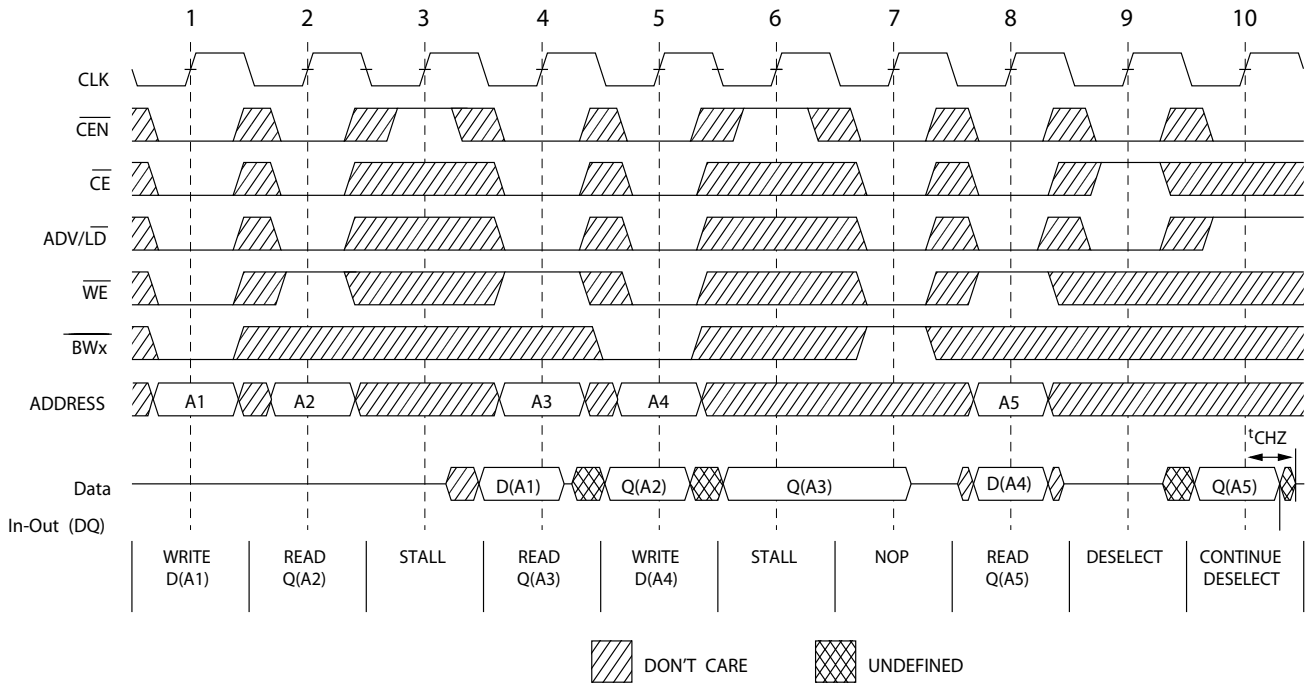 1 2 3 4 5 6 7 8 9 10
CLK
CEN
CE
ADV/LD
WE
BWx
ADDRESS A1 A2 A3 A4 A5
tCHZ
Data D(A1) Q(A2) Q(A3) D(A4) Q(A5)
In-Out (DQ)
WRITE READ STALL READ WRITE STALL NOP READ DESELECT CONTINUE
D(A1) Q(A2) Q(A3) D(A4) Q(A5) DESELECT
DON'T CARE UNDEFINED